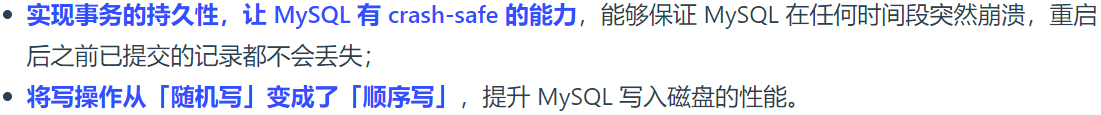 • 实现事务的持久性，让 MySQL 有 crash-safe 的能力，能够保证 MySQL 在任何时间段突然崩溃，重启
后之前已提交的记录都不会丢失；
• 将写操作从「随机写」变成了「顺序写」，提升 MySQL 写入磁盘的性能。